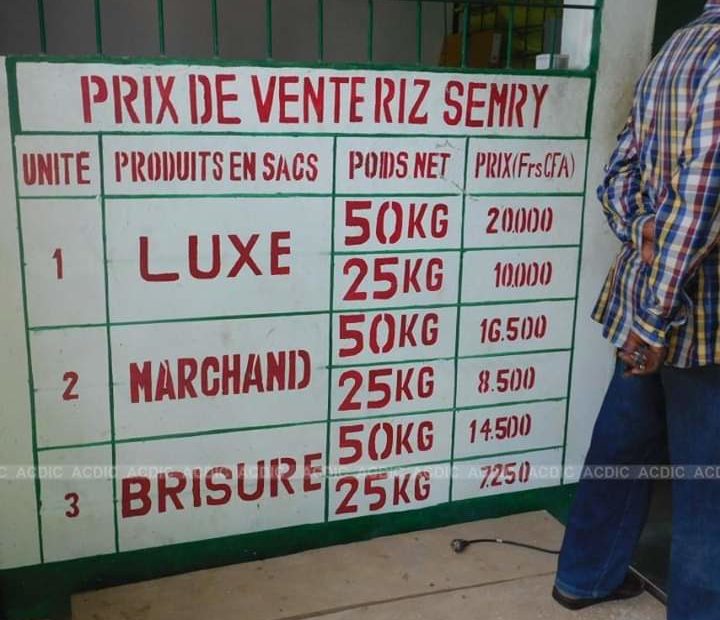 PRIX DE VENTE RIZ SEMRY
UNITE PRODUITS EN SACS POIDS NET PRIX(Frs CFA)
1 LUXE 50KG 20.000
25KG 10.000
2 MARCHAND 50KG 16.500
25KG 8.500
3 BRISURE 50KG 14.500
25KG 7.250
ACDIC ACDIC ACDIC ACDIC ACDIC ACDIC ACDIC ACDIC ACDIC ACDIC ACDIC ACDIC